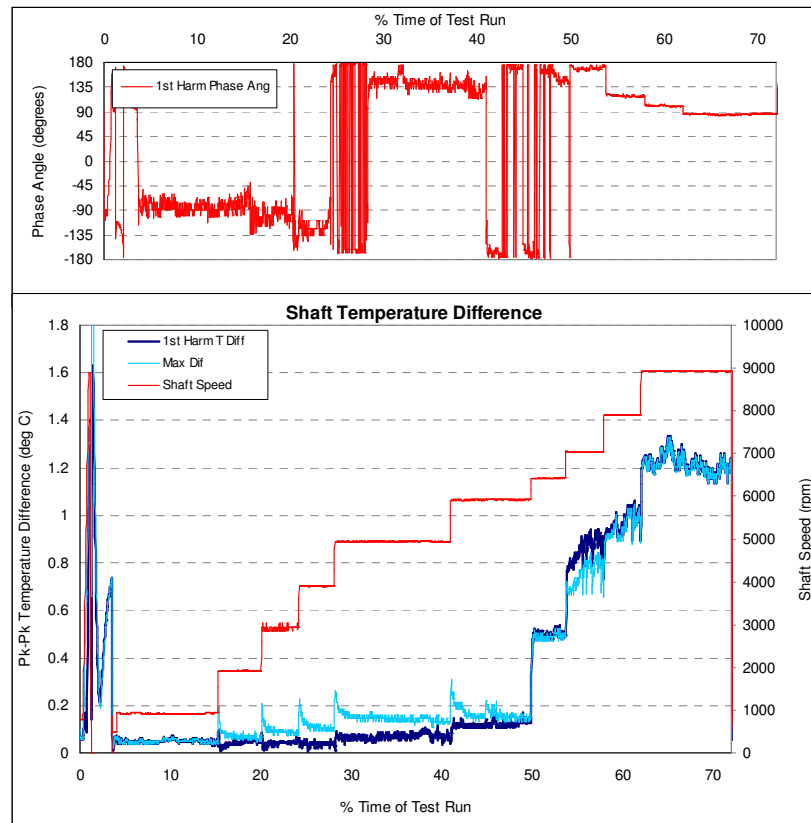 % Time of Test Run
0 10 20 30 40 50 60 70
180
135
90
45
0
-45
-90
-135
-180
Phase Angle (degrees)
1st Harm Phase Ang
Shaft Temperature Difference
1.8
1.6
1.4
1.2
1
0.8
0.6
0.4
0.2
0
Pk-Pk Temperature Difference (deg C)
1st Harm T Diff
Max Dif
Shaft Speed
10000
9000
8000
7000
6000
5000
4000
3000
2000
1000
0
Shaft Speed (rpm)
0 10 20 30 40 50 60 70
% Time of Test Run